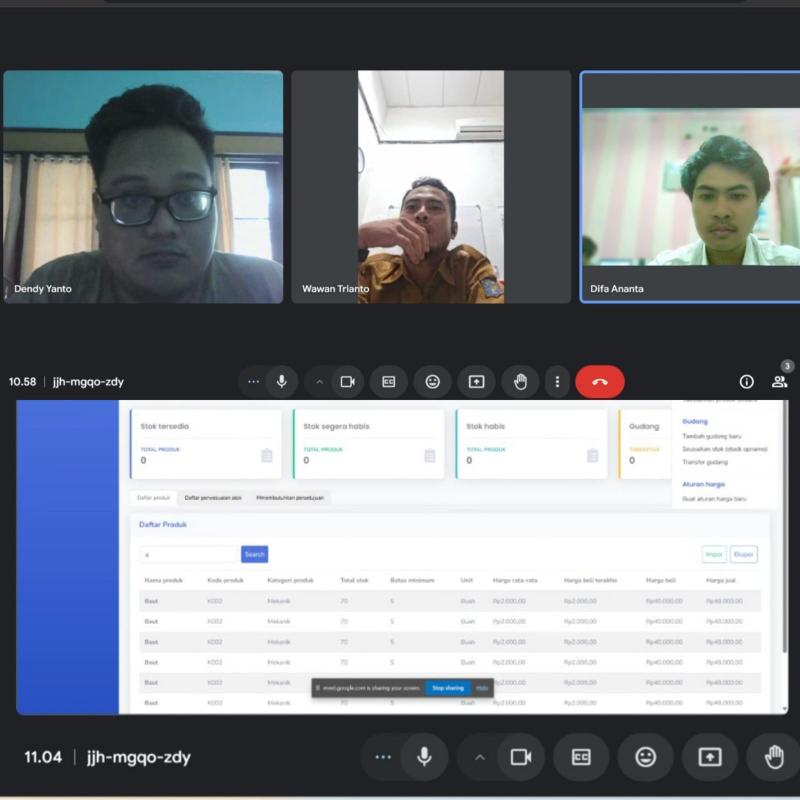 Dendy Yanto
Wawan Trianto
Difa Ananta
10.58 | jjh-mgqo-zdy
3
Stok tersedia
TOTAL PRODUK
0
Stok segera habis
TOTAL PRODUK
0
Stok habis
TOTAL PRODUK
0
Gudang
0
Gudang
Tambah gudang baru
Sesuaikan stok (stock opname)
Transfer gudang
Aturan harga
Buat aturan harga baru
Daftar produk Daftar penyesuaian stok Membutuhkan persetujuan
Daftar Produk
a Search Impor Ekspor
Nama produk Kode produk Kategori produk Total stok Batas minimum Unit Harga rata-rata Harga beli terakhir Harga beli Harga jual
Baut K002 Mekanik 70 5 Buah Rp2.000,00 Rp2.000,00 Rp40.000,00 Rp48.000,00
Baut K002 Mekanik 70 5 Buah Rp2.000,00 Rp2.000,00 Rp40.000,00 Rp48.000,00
Baut K002 Mekanik 70 5 Buah Rp2.000,00 Rp2.000,00 Rp40.000,00 Rp48.000,00
Baut K002 Mekanik 70 5 Buah Rp2.000,00 Rp2.000,00 Rp40.000,00 Rp48.000,00
Baut K002 Mekanik Rp2.000,00 Rp2.000,00 Rp40.000,00 Rp48.000,00
meet.google.com is sharing your screen. Stop sharing Hide
Baut K002 Mekanik 70 5 Buah Rp2.000,00 Rp2.000,00 Rp40.000,00 Rp48.000,00
11.04 | jjh-mgqo-zdy